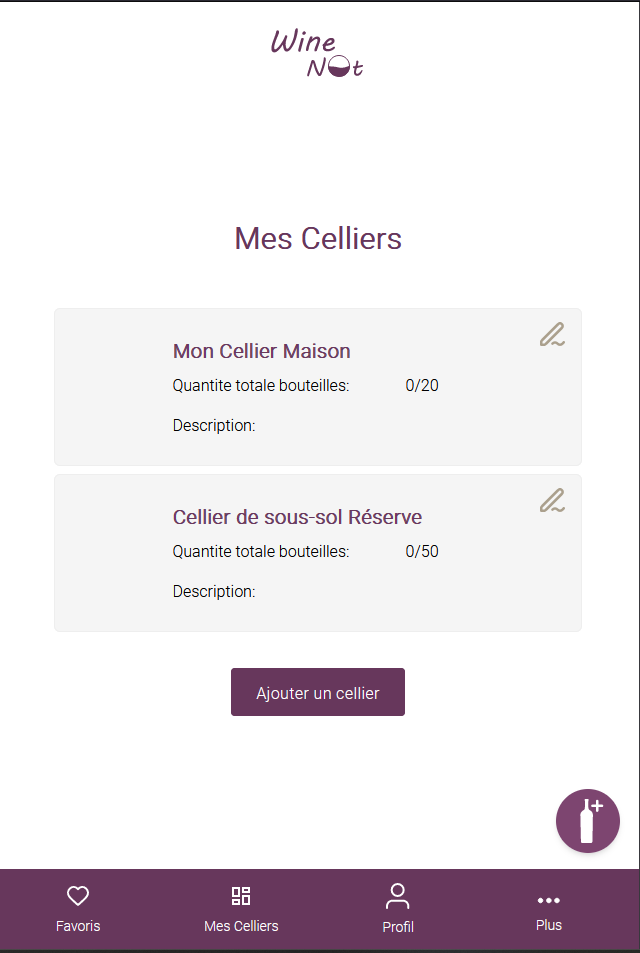 Wine
Not
Mes Celliers
Mon Cellier Maison
Quantite totale bouteilles: 0/20
Description:
Cellier de sous-sol Réserve
Quantite totale bouteilles: 0/50
Description:
Ajouter un cellier
Favoris Mes Celliers Profil Plus